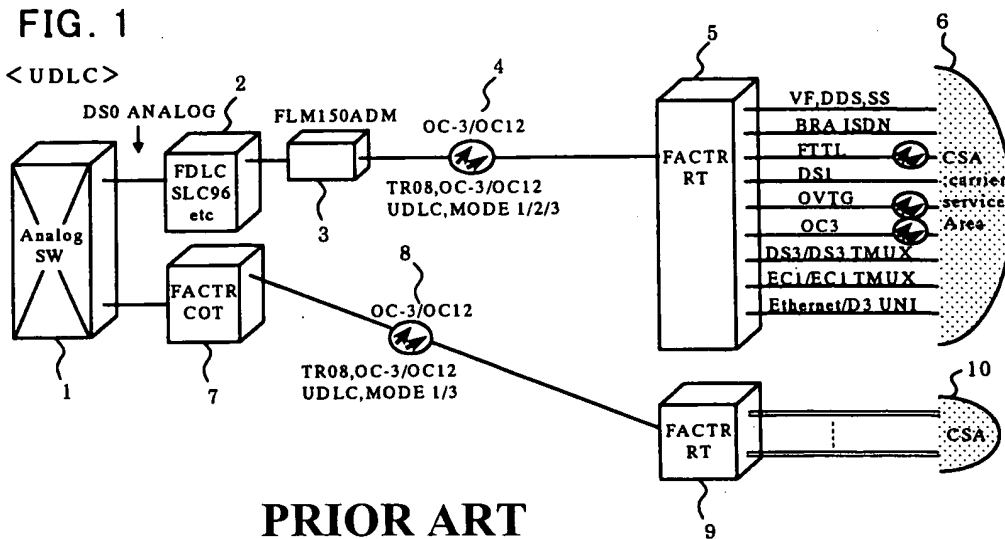 FIG. 1
<UDLC>
DS0 ANALOG
2
FLM150ADM
4
OC-3/OC12
5
6
Analog
SW
1
FDLC
SLC96
etc
3
TR08,OC-3/OC12
UDLC,MODE 1/2/3
FACTR
RT
VF,DDS,SS
BRA ISDN
FTTL
DS1
OVTG
OC3
DS3/DS3 TMUX
EC1/EC1 TMUX
Ethernet/D3 UNI
CSA
carrier
service
Area
FACTR
COT
7
8
OC-3/OC12
TR08,OC-3/OC12
UDLC,MODE 1/3
FACTR
RT
9
10
CSA
PRIOR ART